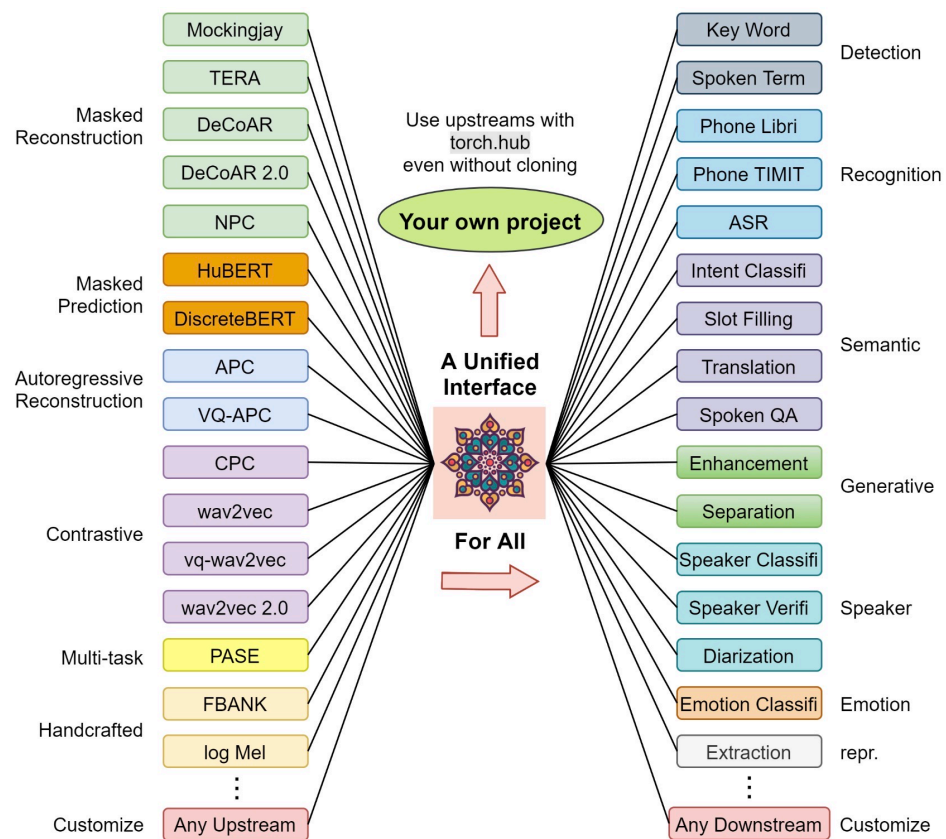 Mockingjay
TERA
Masked
Reconstruction
DeCoAR
DeCoAR 2.0
NPC
Masked
Prediction
HuBERT
DiscreteBERT
Autoregressive
Reconstruction
APC
VQ-APC
Contrastive
CPC
wav2vec
vq-wav2vec
wav2vec 2.0
Multi-task
PASE
Handcrafted
FBANK
log Mel
Customize
Any Upstream
Use upstreams with
torch.hub
even without cloning
Your own project
A Unified
Interface
For All
Key Word
Spoken Term
Detection
Phone Libri
Phone TIMIT
ASR
Recognition
Intent Classifi
Slot Filling
Translation
Spoken QA
Semantic
Enhancement
Separation
Generative
Speaker Classifi
Speaker Verifi
Diarization
Speaker
Emotion Classifi
Emotion
Extraction
repr.
Any Downstream
Customize